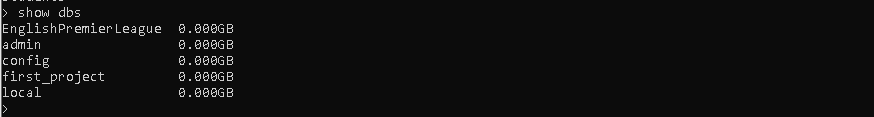 > show dbs
EnglishPremierLeague  0.000GB
admin                 0.000GB
config                0.000GB
first_project         0.000GB
local                 0.000GB
>